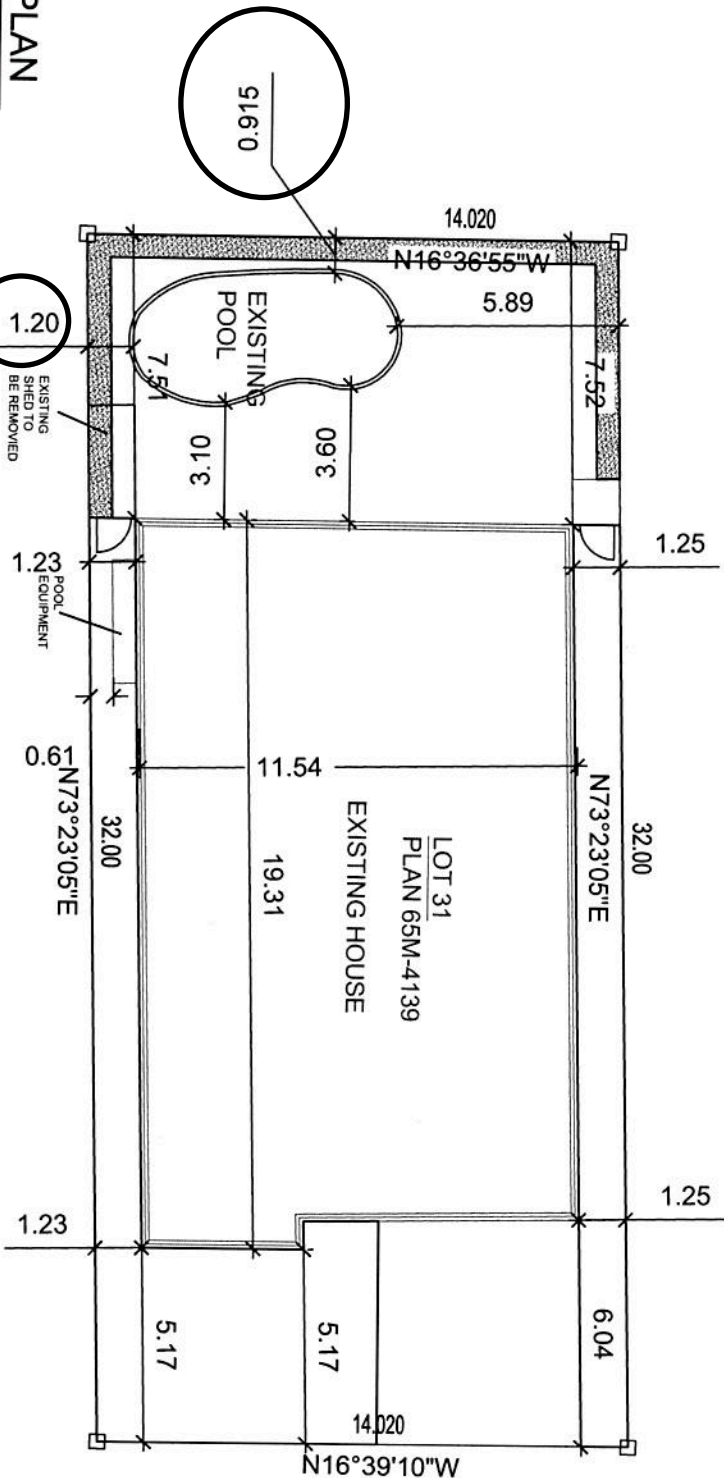 PLAN
0.915
14.020
N16°36'55"W
5.89
EXISTING
POOL
1.20
7.51
7.52
EXISTING
SHED TO
BE REMOVIED
3.10
3.60
1.23
1.25
POOL
EQUIPMENT
0.61
11.54
N73°23'05"E
32.00
19.31
EXISTING HOUSE
LOT 31
PLAN 65M-4139
N73°23'05"E
32.00
1.23
1.25
5.17
5.17
6.04
14.020
N16°39'10"W